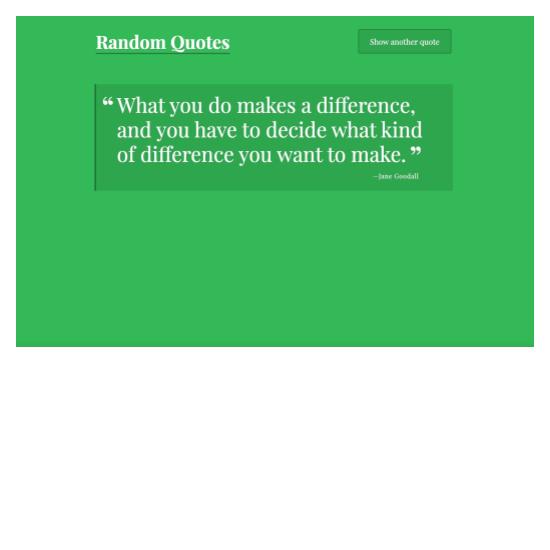 Random Quotes
Show another quote
“What you do makes a difference,
and you have to decide what kind
of difference you want to make.”
—Jane Goodall